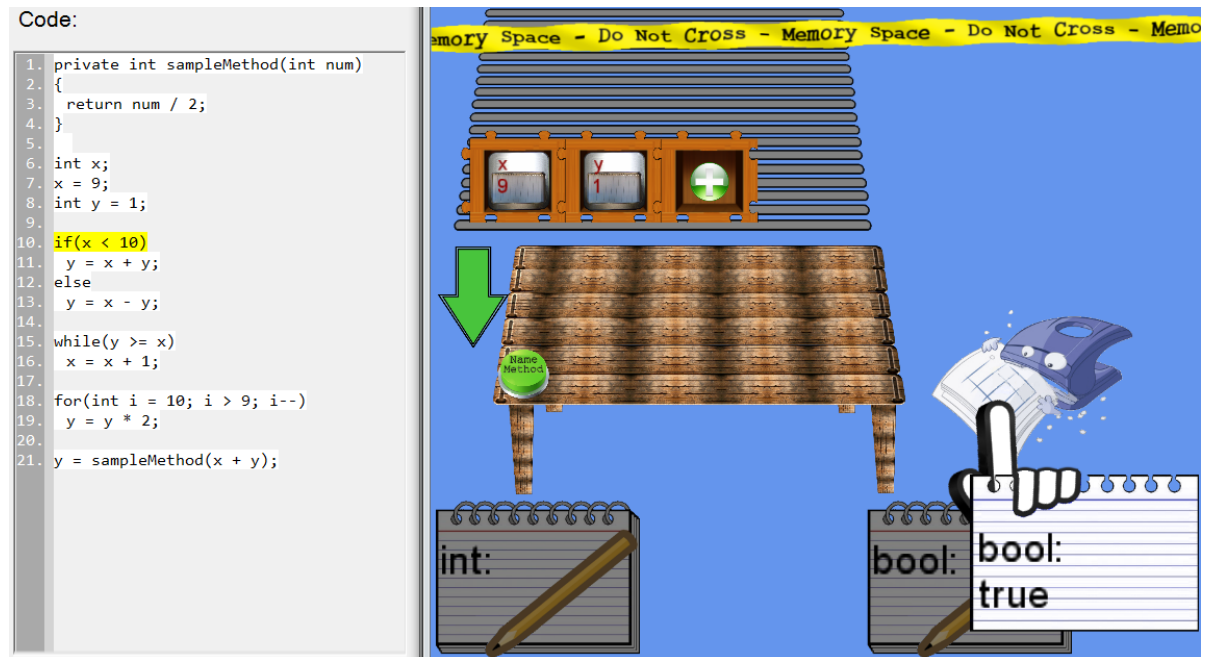 Code:
1. private int sampleMethod(int num)
2. {
3. return num / 2;
4. }
5.
6. int x;
7. x = 9;
8. int y = 1;
9.
10. if(x < 10)
11. y = x + y;
12. else
13. y = x - y;
14.
15. while(y >= x)
16. x = x + 1;
17.
18. for(int i = 10; i > 9; i--)
19. y = y * 2;
20.
21. y = sampleMethod(x + y);
emory Space - Do Not Cross - Memory Space - Do Not Cross - Memo
x
9
y
1
Name
Method
int:
bool:
bool:
true